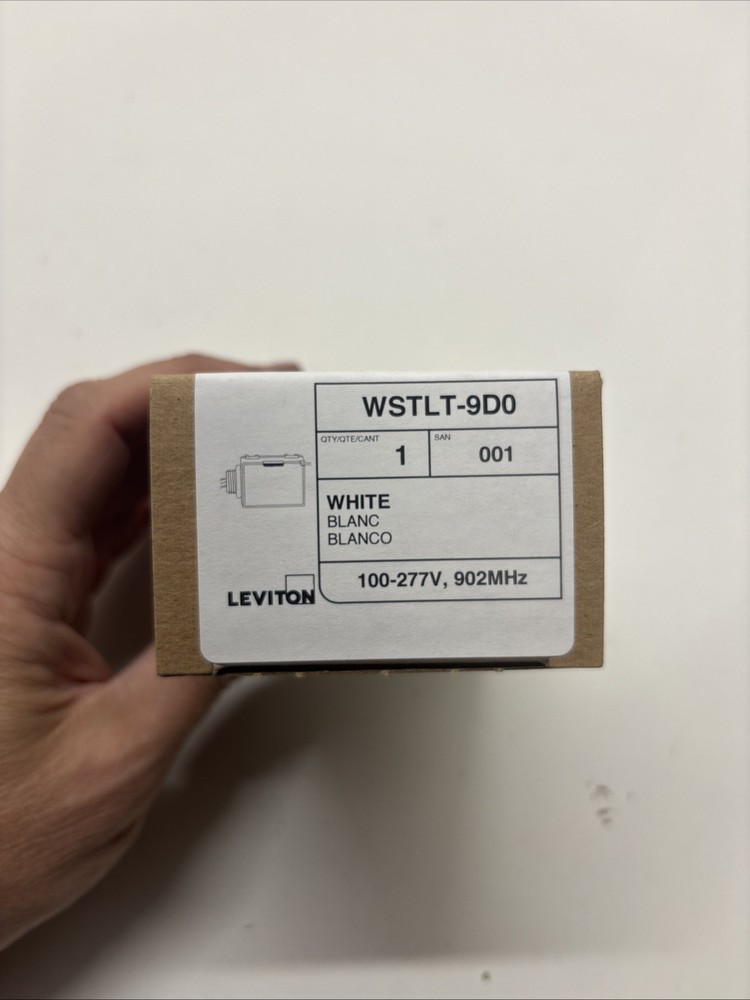 WSTLT-9D0
QTY/QTE/CANT
1
SAN
001
WHITE
BLANC
BLANCO
100-277V, 902MHz
LEVITON